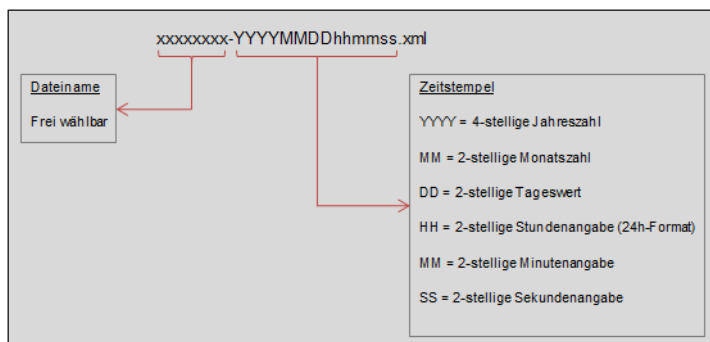 xxxxxxxx-YYYYMMDDhhmmss.xml
Dateiname
Frei wählbar
Zeitstempel
YYYY = 4-stellige Jahreszahl
MM = 2-stellige Monatszahl
DD = 2-stellige Tageswert
HH = 2-stellige Stundenangabe (24h-Format)
MM = 2-stellige Minutenangabe
SS = 2-stellige Sekundenangabe